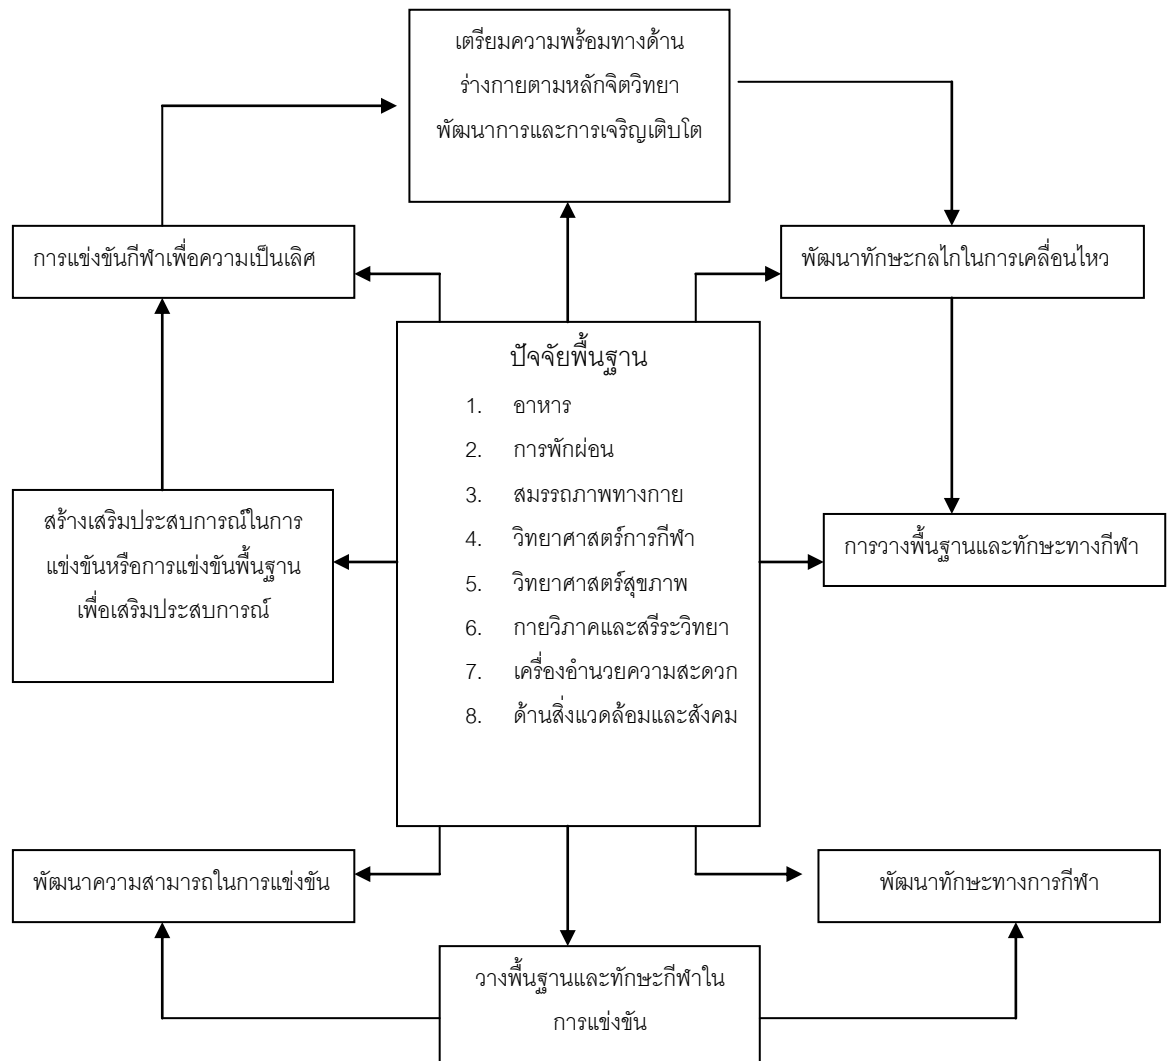 เตรียมความพร้อมทางด้าน
ร่างกายตามหลักจิตวิทยา
พัฒนาการและการเจริญเติบโต
การแข่งขันกีฬาเพื่อความเป็นเลิศ
พัฒนาทักษะกลไกในการเคลื่อนไหว
ปัจจัยพื้นฐาน
1. อาหาร
2. การพักผ่อน
3. สมรรถภาพทางกาย
4. วิทยาศาสตร์การกีฬา
5. วิทยาศาสตร์สุขภาพ
6. กายวิภาคและสรีระวิทยา
7. เครื่องอำนวยความสะดวก
8. ด้านสิ่งแวดล้อมและสังคม
สร้างเสริมประสบการณ์ในการ
แข่งขันหรือการแข่งขันพื้นฐาน
เพื่อเสริมประสบการณ์
การวางพื้นฐานและทักษะทางกีฬา
พัฒนาความสามารถในการแข่งขัน
พัฒนาทักษะทางการกีฬา
วางพื้นฐานและทักษะกีฬาใน
การแข่งขัน